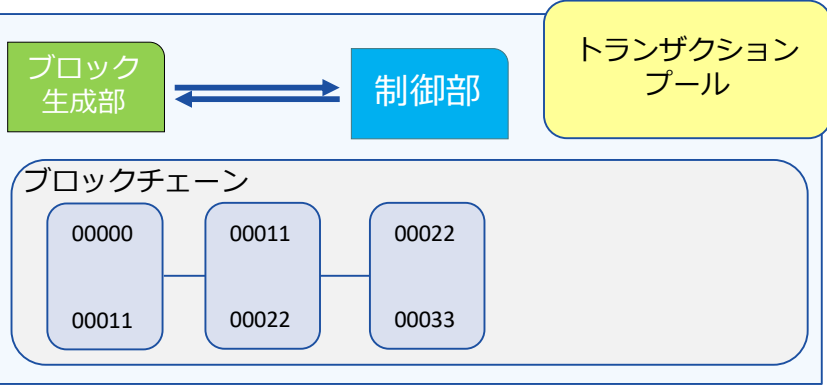 ブロック
生成部
制御部
トランザクション
プール
ブロックチェーン
00000
00011
00022
00011
00022
00033